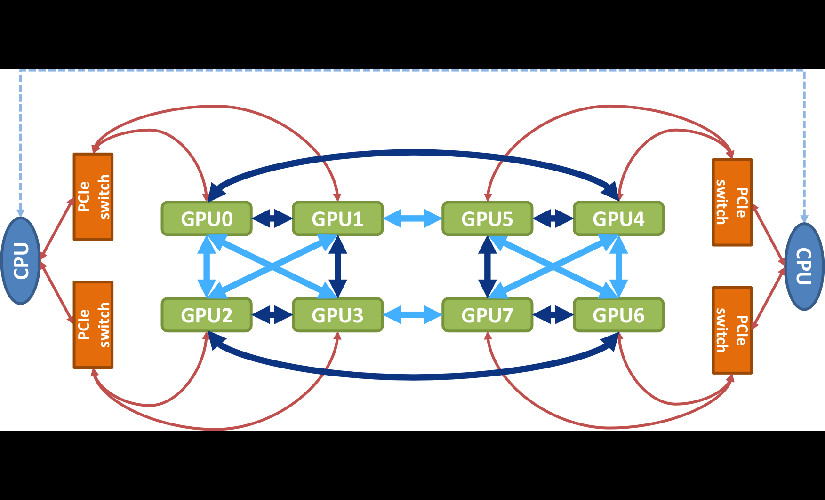 PCIe
switch
PCIe
switch
GPU0
GPU1
GPU5
GPU4
CPU
CPU
GPU2
GPU3
GPU7
GPU6
PCIe
switch
PCIe
switch